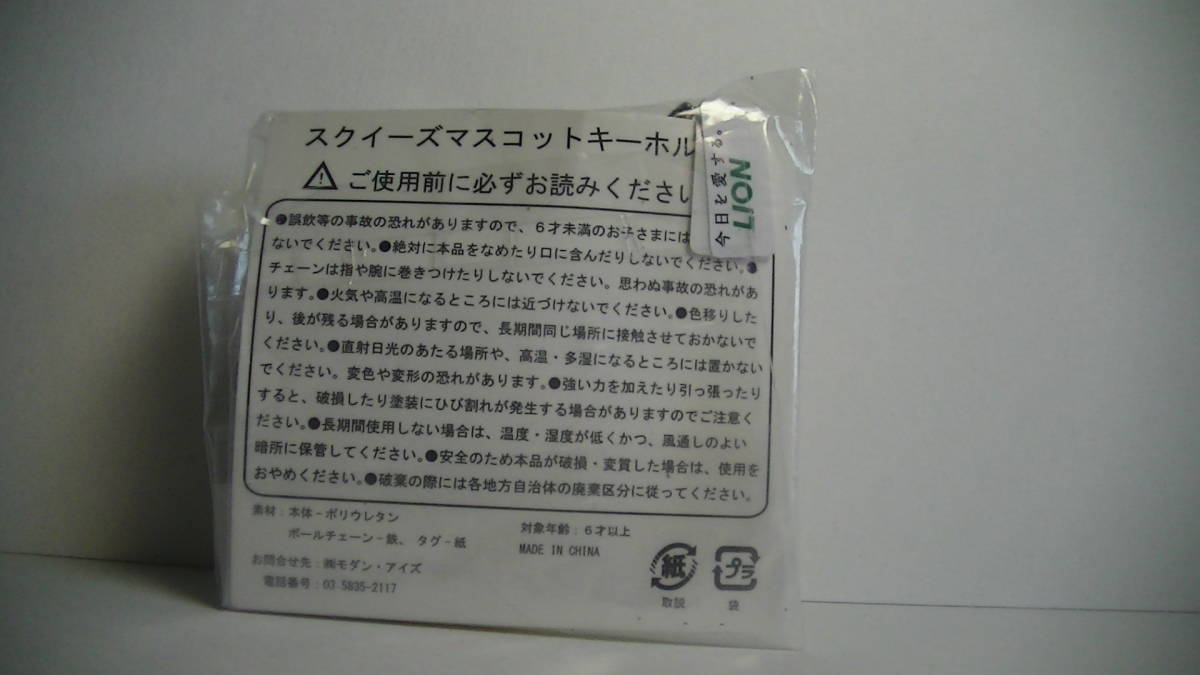 スクイーズマスコットキーホル
ご使用前に必ずお読みくださ
今日を愛する。
LION
●誤飲等の事故の恐れがありますので、6才未満のお子さまには
ないでください。●絶対に本品をなめたり口に含んだりしないでください。●
チェーンは指や腕に巻きつけたりしないでください。思わぬ事故の恐れがあ
ります。●火気や高温になるところには近づけないでください。●色移りした
り、後が残る場合がありますので、長期間同じ場所に接触させておかないで
ください。●直射日光のあたる場所や、高温・多湿になるところには置かない
でください。変色や変形の恐れがあります。●強い力を加えたり引っ張ったり
すると、破損したり塗装にひび割れが発生する場合がありますのでご注意く
ださい。●長期間使用しない場合は、温度・湿度が低くかつ、風通しのよい
暗所に保管してください。●安全のため本品が破損・変質した場合は、使用を
おやめください。●破棄の際には各地方自治体の廃棄区分に従ってください。
素材：本体-ポリウレタン
ボールチェーン-鉄、タグ-紙
対象年齢：6才以上
MADE IN CHINA
お問合せ先：㈱モダン・アイズ
電話番号：03 5835-2117
紙
取説
プラ
袋